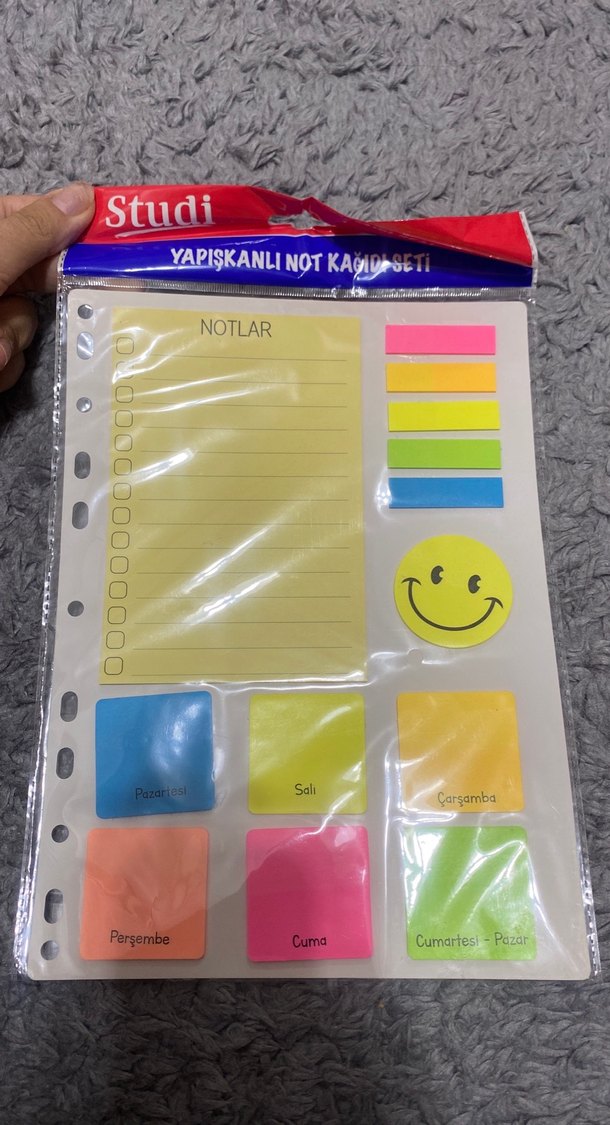 Studi
YAPIŞKANLI NOT KAĞIDI SETİ
NOTLAR
Pazartesi
Salı
Çarşamba
Perşembe
Cuma
Cumartesi - Pazar